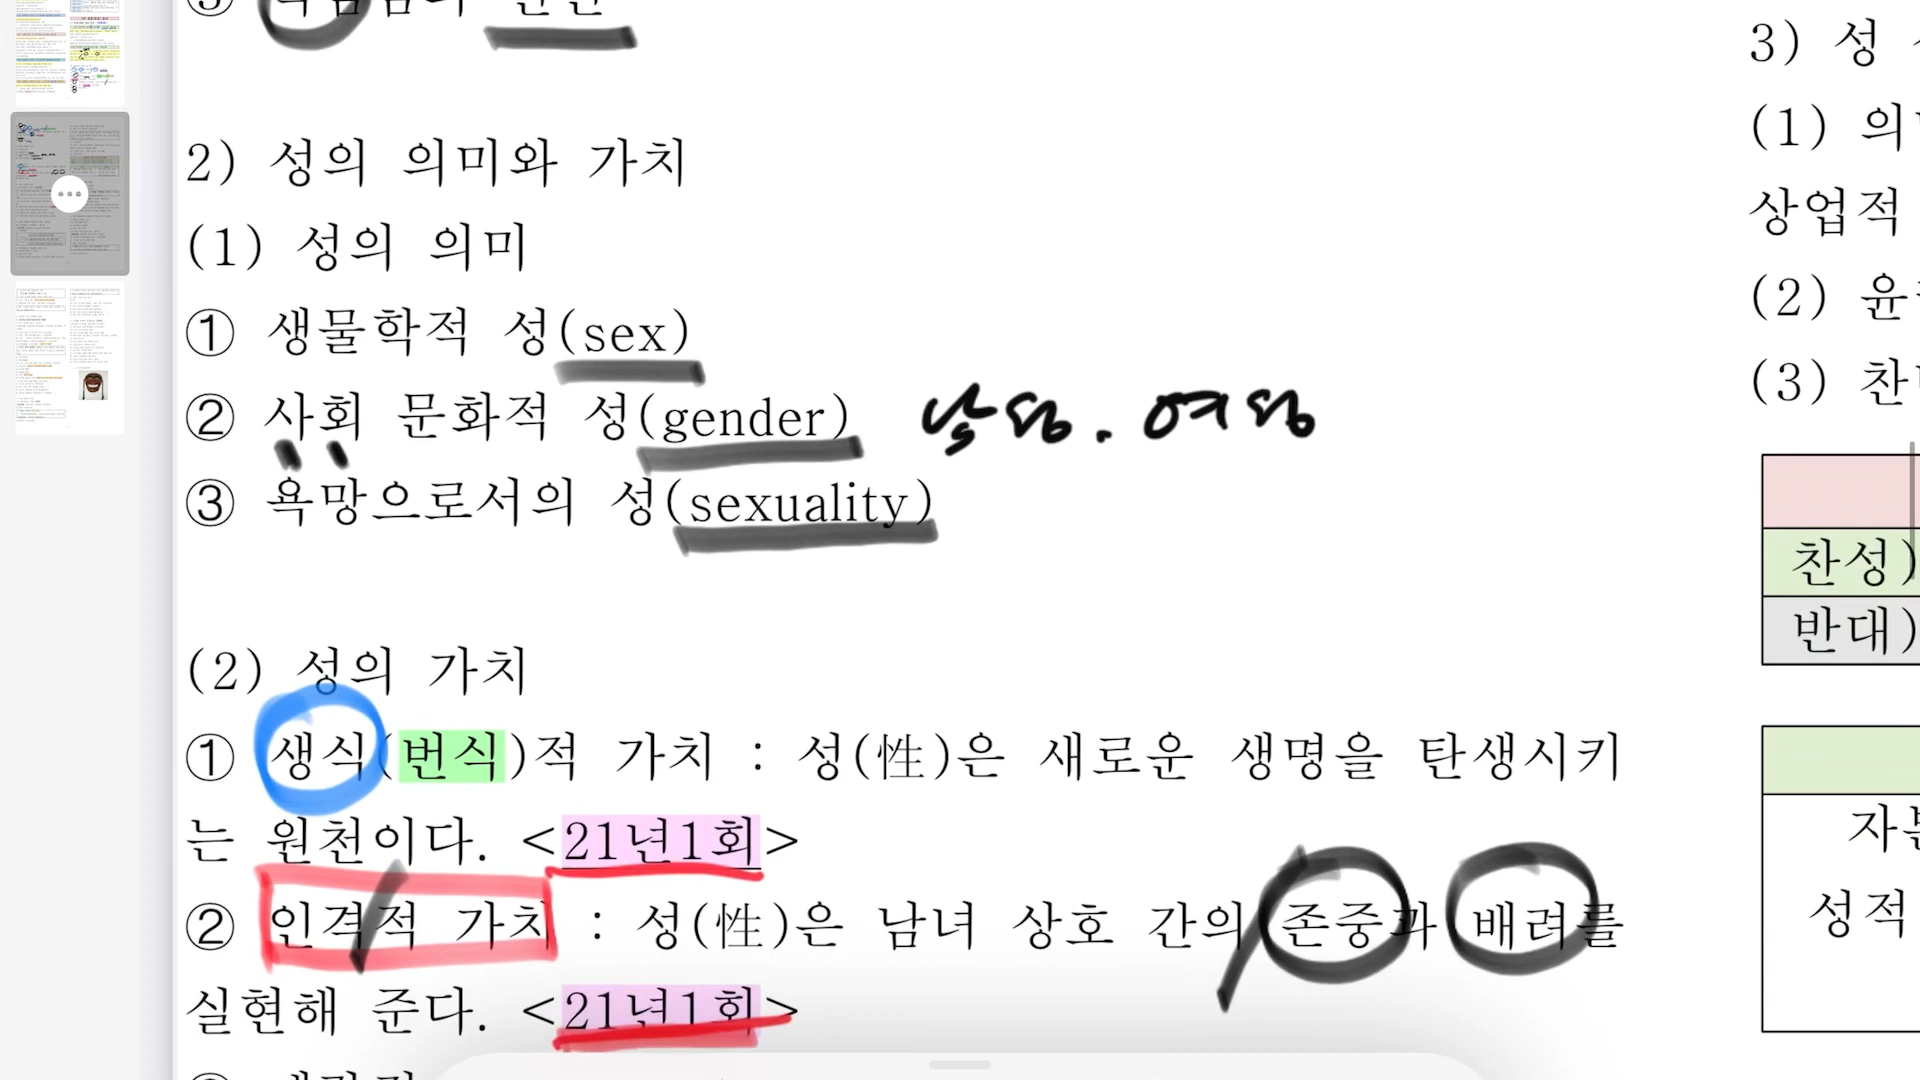 2) 성의 의미와 가치
(1) 성의 의미
① 생물학적 성(sex)
② 사회 문화적 성(gender) 남성. 여성
③ 욕망으로서의 성(sexuality)
(2) 성의 가치
① 생식(번식)적 가치 : 성(性)은 새로운 생명을 탄생시키
는 원천이다. <21년1회>
② 인격적 가치 : 성(性)은 남녀 상호 간의 존중과 배려를
실현해 준다. <21년1회>
3) 성
(1) 의
상업적
(2) 윤
(3) 찬
찬성)
반대)
자
성적